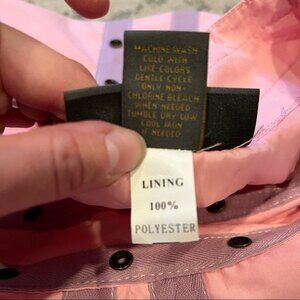 MACHINE WASH
COLD WITH
LIKE COLORS
GENTLE CYCLE
ONLY NON-
CHLORINE BLEACH
WHEN NEEDED
TUMBLE DRY LOW
COOL IRON
IF NEEDED
LINING
100%
POLYESTER